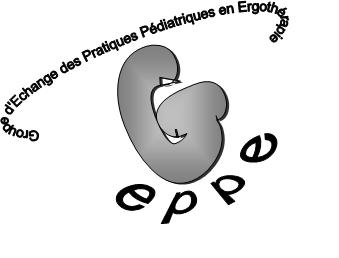 Groupe d'Echange des Pratiques Pédiatriques en Ergothérapie
G
eppe